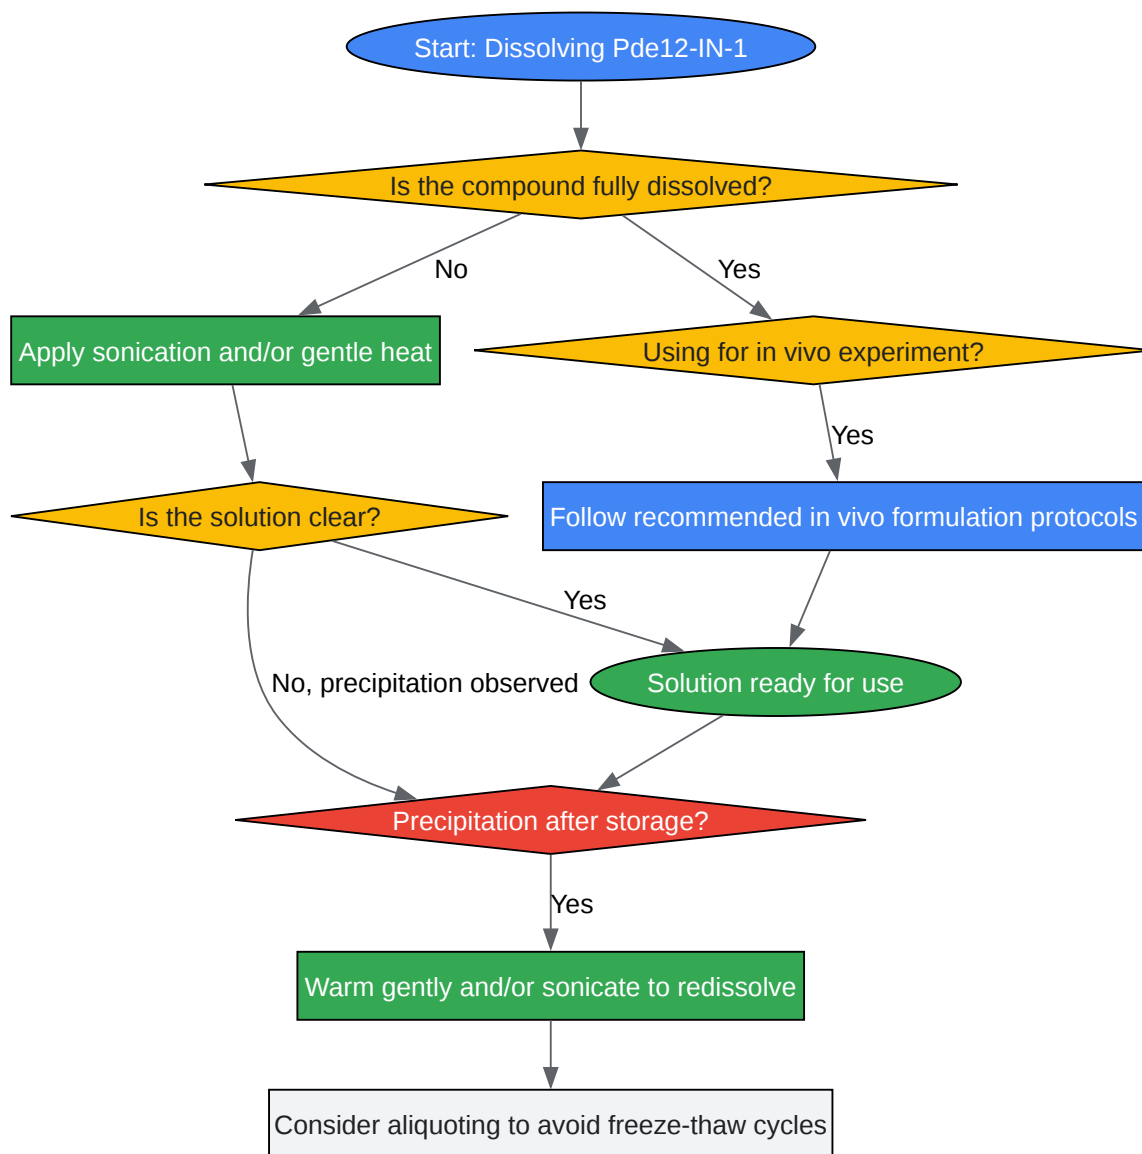 Start: Dissolving Pde12-IN-1
Is the compound fully dissolved?
No
Yes
Apply sonication and/or gentle heat
Using for in vivo experiment?
Yes
Is the solution clear?
Follow recommended in vivo formulation protocols
Yes
No, precipitation observed
Solution ready for use
Precipitation after storage?
Yes
Warm gently and/or sonicate to redissolve
Consider aliquoting to avoid freeze-thaw cycles